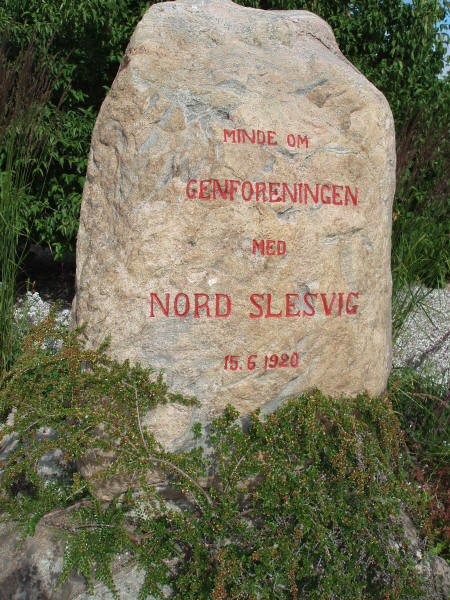 MINDE OM
GENFORENINGEN
MED
NORD SLESVIG
15.6.1920